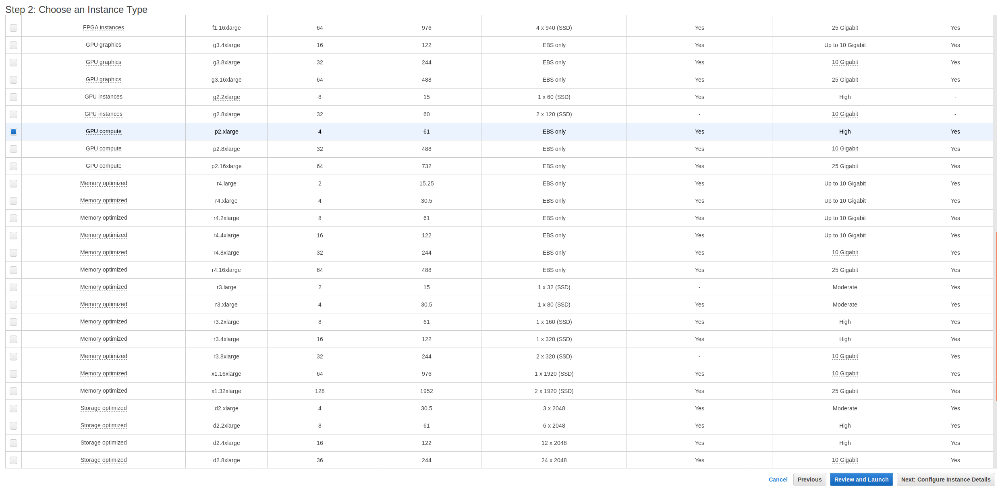 Step 2: Choose an Instance Type
FPGA instances f1.16xlarge 64 976 4 x 940 (SSD) Yes 25 Gigabit Yes
GPU graphics g3.4xlarge 16 122 EBS only Yes Up to 10 Gigabit Yes
GPU graphics g3.8xlarge 32 244 EBS only Yes 10 Gigabit Yes
GPU graphics g3.16xlarge 64 488 EBS only Yes 25 Gigabit Yes
GPU instances g2.2xlarge 8 15 1 x 60 (SSD) Yes High -
GPU instances g2.8xlarge 32 60 2 x 120 (SSD) - 10 Gigabit -
GPU compute p2.xlarge 4 61 EBS only Yes High Yes
GPU compute p2.8xlarge 32 488 EBS only Yes 10 Gigabit Yes
GPU compute p2.16xlarge 64 732 EBS only Yes 25 Gigabit Yes
Memory optimized r4.large 2 15.25 EBS only Yes Up to 10 Gigabit Yes
Memory optimized r4.xlarge 4 30.5 EBS only Yes Up to 10 Gigabit Yes
Memory optimized r4.2xlarge 8 61 EBS only Yes Up to 10 Gigabit Yes
Memory optimized r4.4xlarge 16 122 EBS only Yes Up to 10 Gigabit Yes
Memory optimized r4.8xlarge 32 244 EBS only Yes 10 Gigabit Yes
Memory optimized r4.16xlarge 64 488 EBS only Yes 25 Gigabit Yes
Memory optimized r3.large 2 15 1 x 32 (SSD) - Moderate Yes
Memory optimized r3.xlarge 4 30.5 1 x 80 (SSD) Yes Moderate Yes
Memory optimized r3.2xlarge 8 61 1 x 160 (SSD) Yes High Yes
Memory optimized r3.4xlarge 16 122 1 x 320 (SSD) Yes High Yes
Memory optimized r3.8xlarge 32 244 2 x 320 (SSD) - 10 Gigabit Yes
Memory optimized x1.16xlarge 64 976 1 x 1920 (SSD) Yes 10 Gigabit Yes
Memory optimized x1.32xlarge 128 1952 2 x 1920 (SSD) Yes 25 Gigabit Yes
Storage optimized d2.xlarge 4 30.5 3 x 2048 Yes Moderate Yes
Storage optimized d2.2xlarge 8 61 6 x 2048 Yes High Yes
Storage optimized d2.4xlarge 16 122 12 x 2048 Yes High Yes
Storage optimized d2.8xlarge 36 244 24 x 2048 Yes 10 Gigabit Yes
Cancel Previous Review and Launch Next: Configure Instance Details